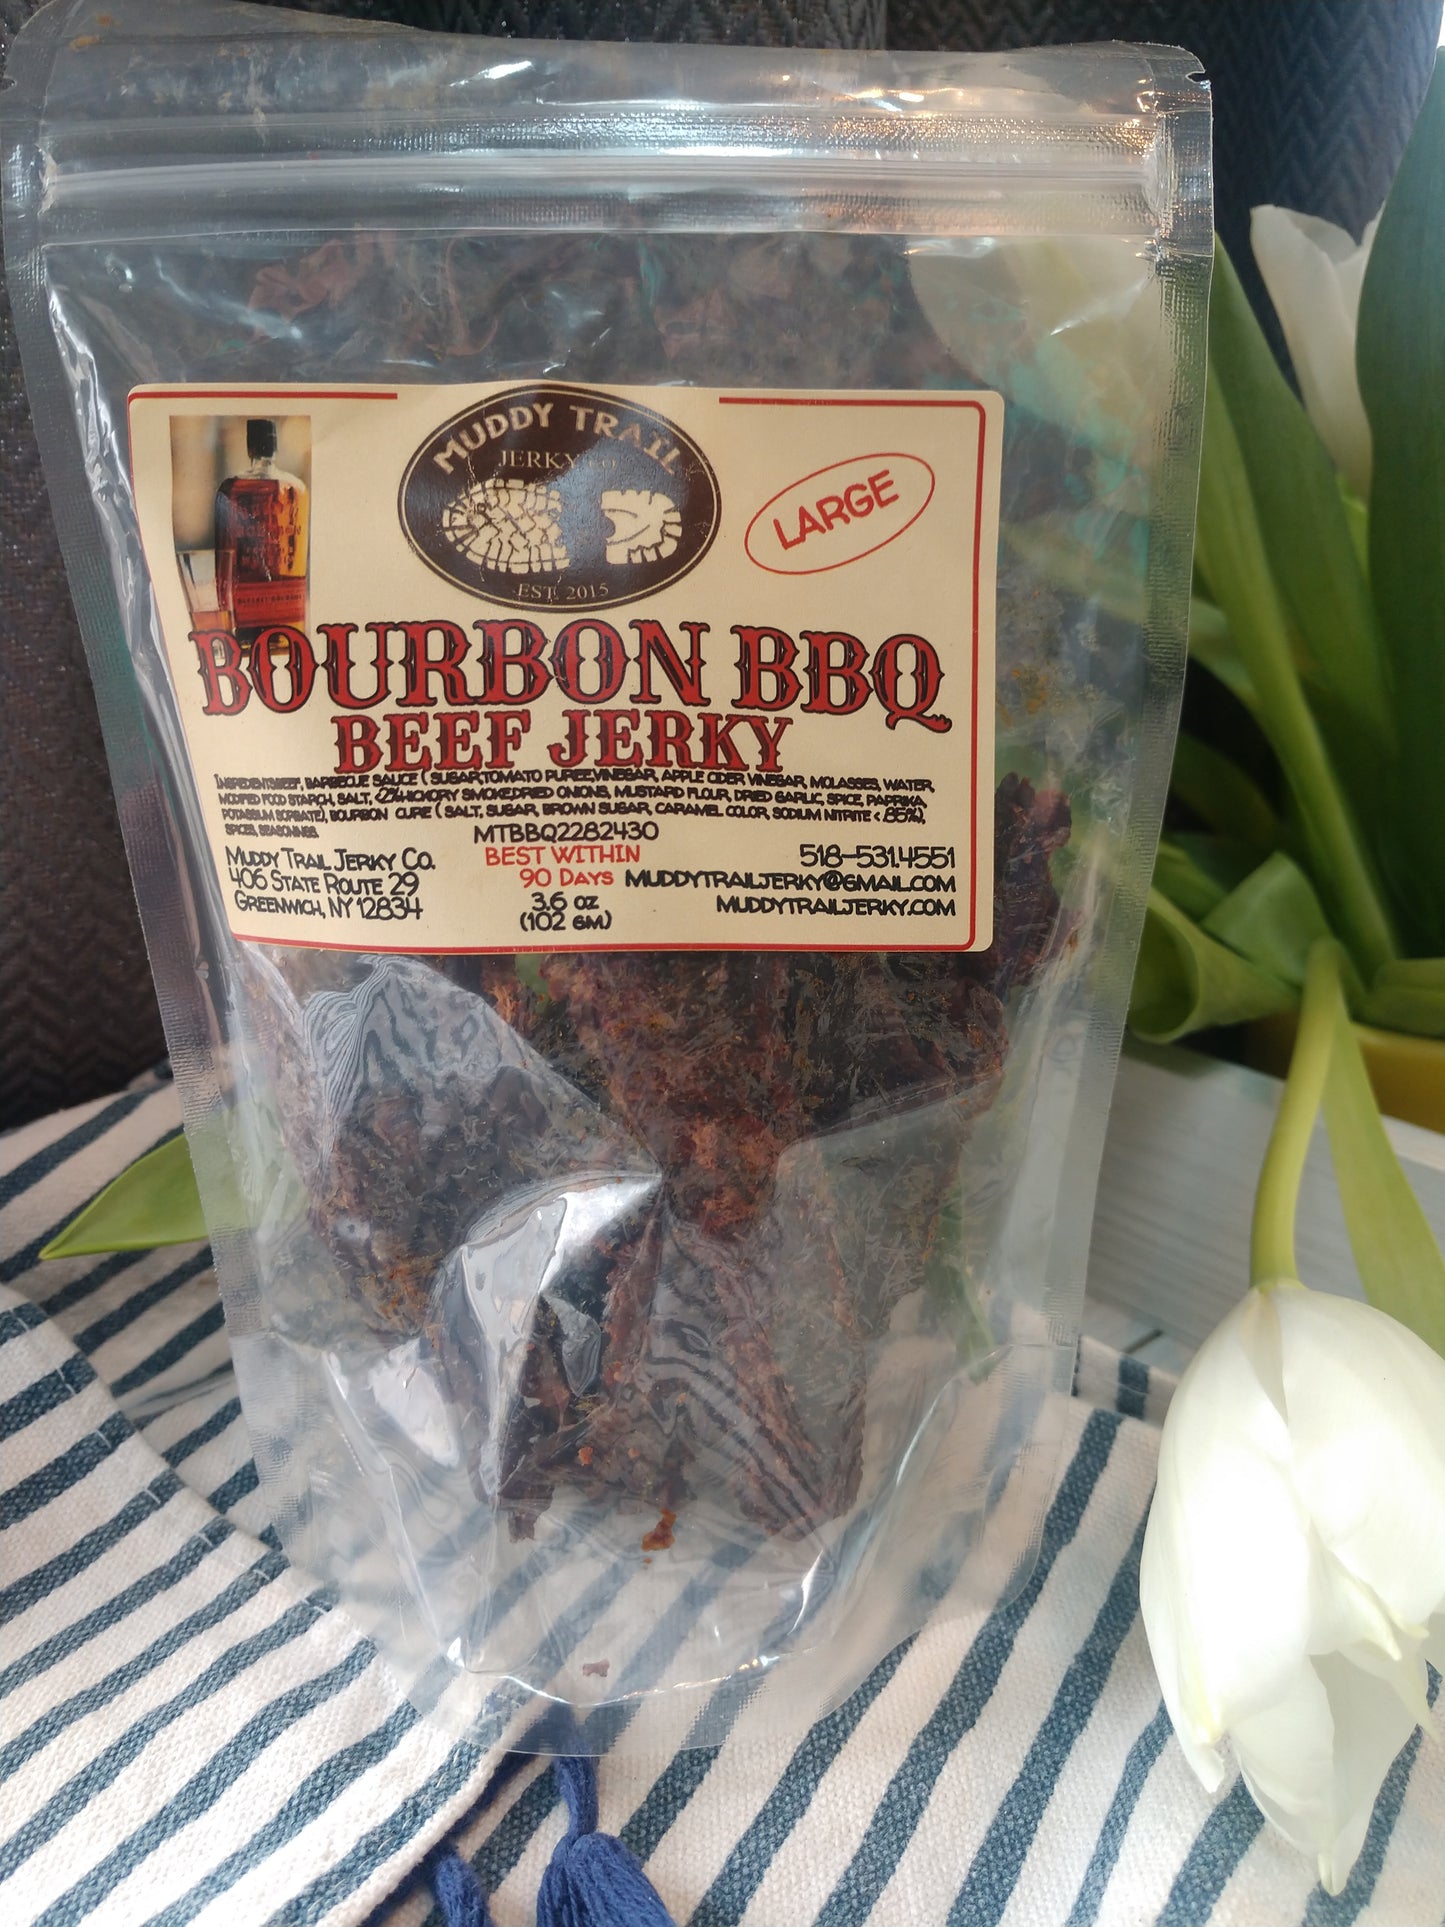 MUDDY TRAIL
JERKY CO.
EST. 2015
LARGE
BOURBON BBQ
BEEF JERKY
INGREDIENTS:BEEF, BARBECUE SAUCE ( SUGAR,TOMATO PUREE,VINEGAR, APPLE CIDER VINEGAR, MOLASSES, WATER,
MODIFIED FOOD STARCH, SALT, <2%:HICKORY SMOKE,DRIED ONIONS, MUSTARD FLOUR, DRIED GARLIC, SPICE, PAPRIKA,
POTASSIUM SORBATE), BOURBON CURE ( SALT, SUGAR, BROWN SUGAR, CARAMEL COLOR, SODIUM NITRITE < .85%),
SPICES, SEASONINGS.
MTBBQ2282430
BEST WITHIN
90 DAYS
3.6 OZ
(102 GM)
MUDDY TRAIL JERKY CO.
406 STATE ROUTE 29
GREENWICH, NY 12834
518-531.4551
MUDDYTRAILJERKY@GMAIL.COM
MUDDYTRAILJERKY.COM